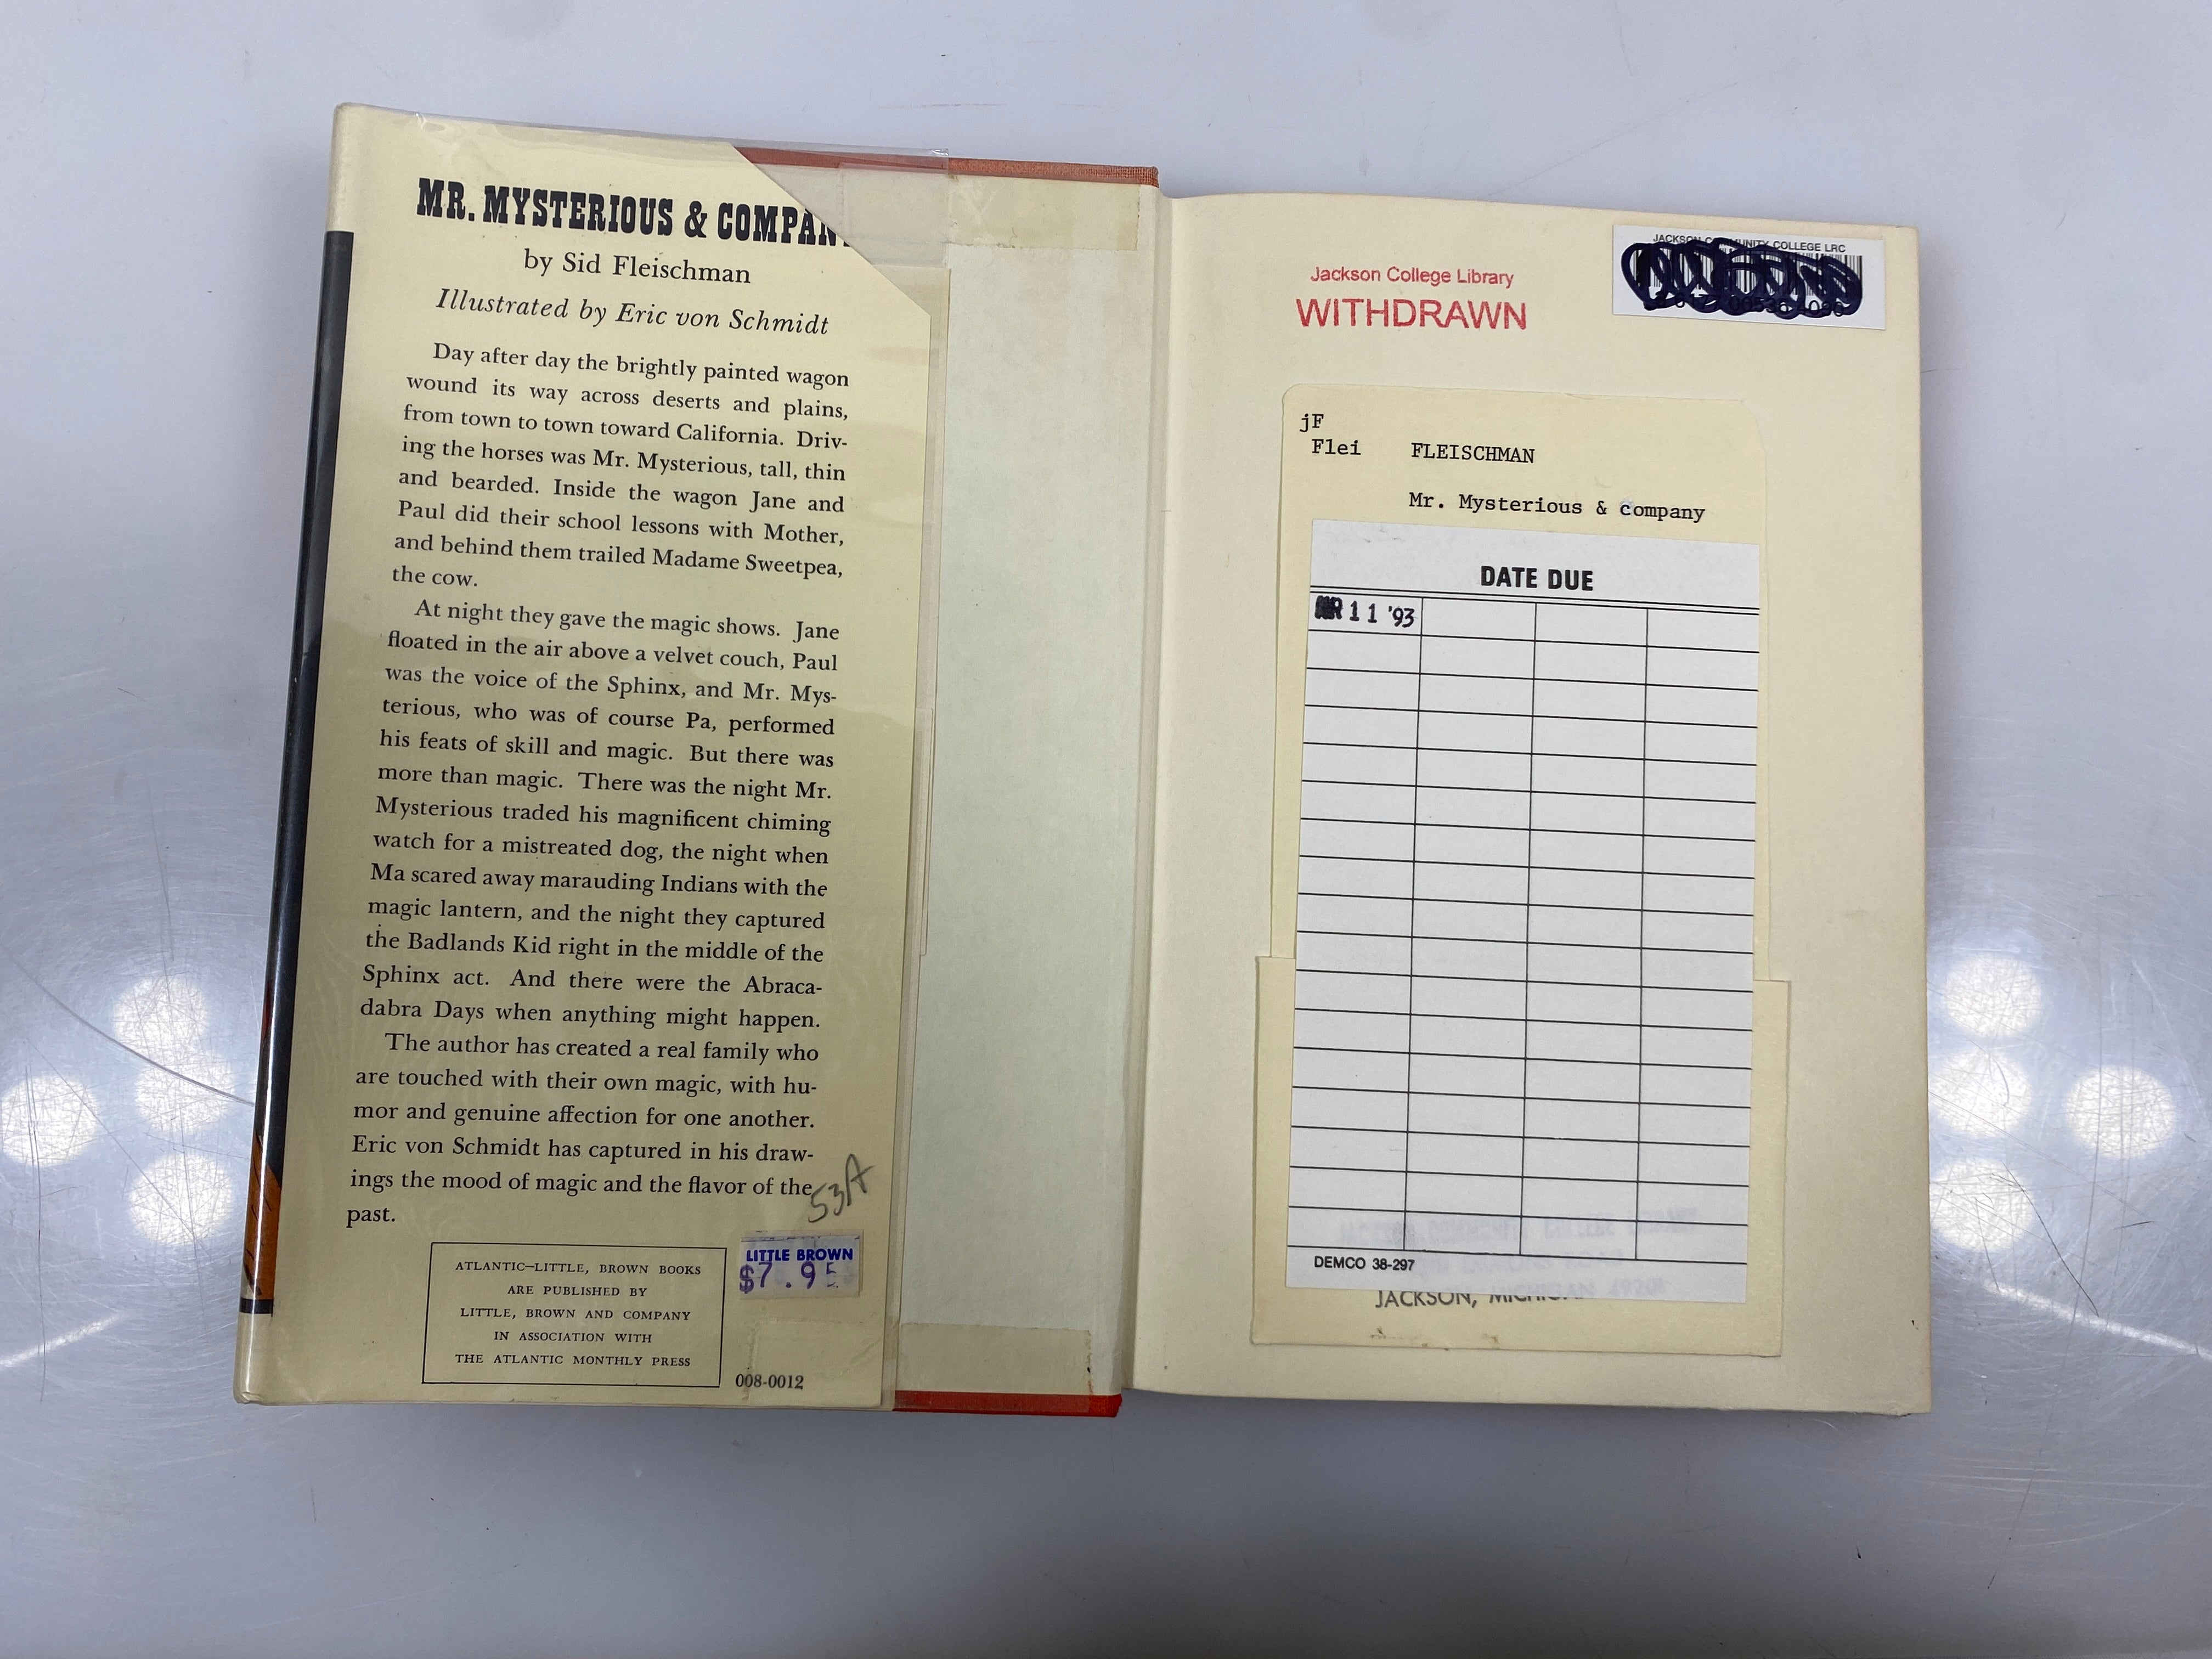 MR. MYSTERIOUS & COMPAN
by Sid Fleischman
Illustrated by Eric von Schmidt
Day after day the brightly painted wagon
wound its way across deserts and plains,
from town to town toward California. Driv-
ing the horses was Mr. Mysterious, tall, thin
and bearded. Inside the wagon Jane and
Paul did their school lessons with Mother,
and behind them trailed Madame Sweetpea,
the cow.
At night they gave the magic shows. Jane
floated in the air above a velvet couch, Paul
was the voice of the Sphinx, and Mr. Mys-
terious, who was of course Pa, performed
his feats of skill and magic. But there was
more than magic. There was the night Mr.
Mysterious traded his magnificent chiming
watch for a mistreated dog, the night when
Ma scared away marauding Indians with the
magic lantern, and the night they captured
the Badlands Kid right in the middle of the
Sphinx act. And there were the Abraca-
dabra Days when anything might happen.
The author has created a real family who
are touched with their own magic, with hu-
mor and genuine affection for one another.
Eric von Schmidt has captured in his draw-
ings the mood of magic and the flavor of the
past.
53A
LITTLE BROWN
$7.95
ATLANTIC—LITTLE, BROWN BOOKS
ARE PUBLISHED BY
LITTLE, BROWN AND COMPANY
IN ASSOCIATION WITH
THE ATLANTIC MONTHLY PRESS
008-0012
JACKSON COMMUNITY COLLEGE LRC
Jackson College Library
WITHDRAWN
jF
Flei FLEISCHMAN
Mr. Mysterious & company
DATE DUE
11 '93
DEMCO 38-297
JACKSON, MICHIGAN